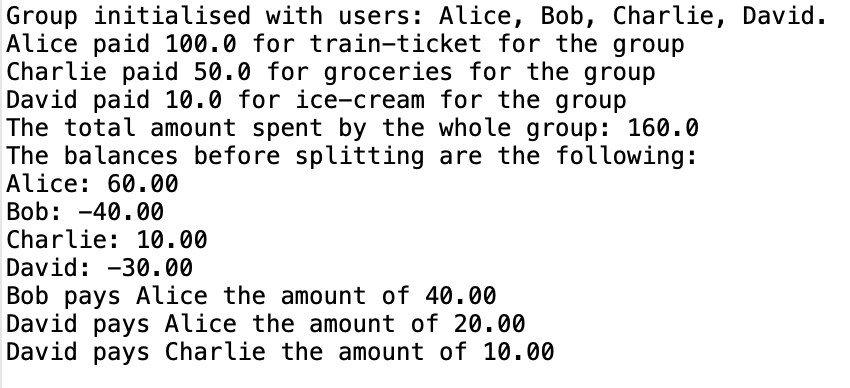 Group initialised with users: Alice, Bob, Charlie, David.
Alice paid 100.0 for train-ticket for the group
Charlie paid 50.0 for groceries for the group
David paid 10.0 for ice-cream for the group
The total amount spent by the whole group: 160.0
The balances before splitting are the following:
Alice: 60.00
Bob: -40.00
Charlie: 10.00
David: -30.00
Bob pays Alice the amount of 40.00
David pays Alice the amount of 20.00
David pays Charlie the amount of 10.00